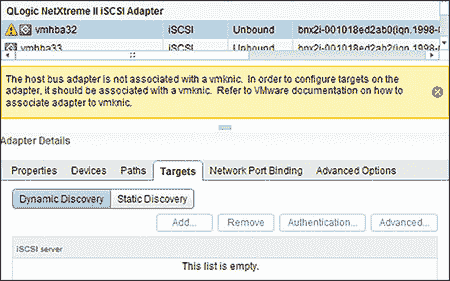 QLogic NetXtreme II iSCSI Adapter
vmhba32 iSCSI Unbound bnx2i-001018ed2ab0(iqn.1998-
vmhba33 iSCSI Unbound bnx2i-001018ed2ab2(iqn.1998-
The host bus adapter is not associated with a vmknic. In order to configure targets on the
adapter, it should be associated with a vmknic. Refer to VMware documentation on how to
associate adapter to vmknic.
Adapter Details
Properties Devices Paths Targets Network Port Binding Advanced Options
Dynamic Discovery Static Discovery
Add... Remove Authentication... Advanced...
iSCSI server
This list is empty.